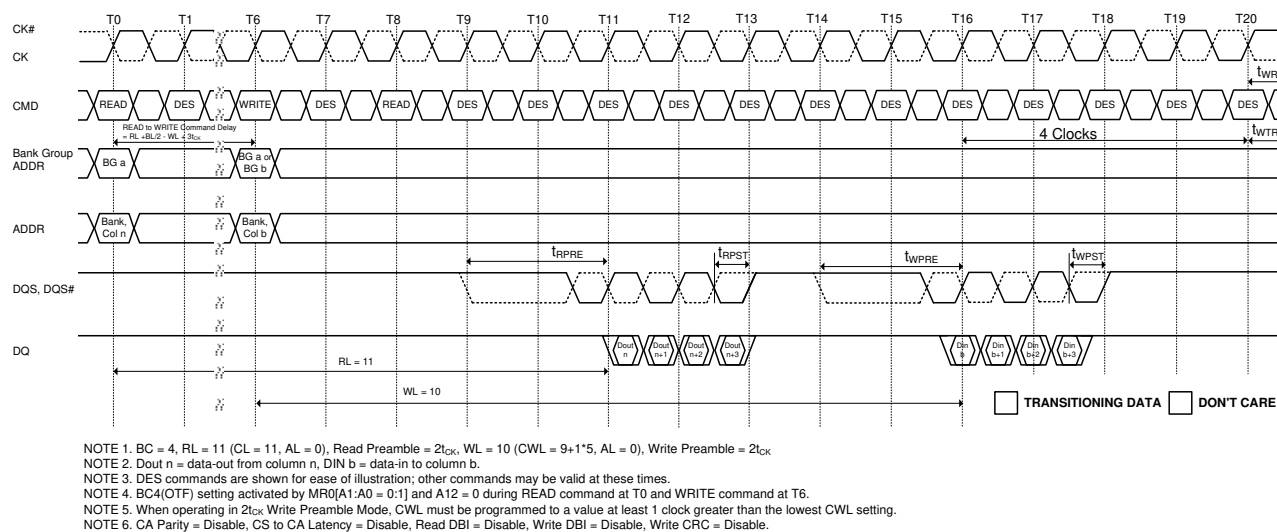 T0 T1 T6 T7 T8 T9 T10 T11 T12 T13 T14 T15 T16 T17 T18 T19 T20
CK#
CK
tWR
CMD READ DES WRITE DES READ DES DES DES DES DES DES DES DES DES DES DES DES
READ to WRITE Command Delay
= RL +BL/2 - WL + 3tCK
4 Clocks
tWTR
Bank Group
ADDR
BG a
BG a or
BG b
ADDR
Bank,
Col n
Bank,
Col b
tRPRE tRPST tWPRE tWPST
DQS, DQS#
DQ
Dout
n
Dout
n+1
Dout
n+2
Dout
n+3
Din
b
Din
b+1
Din
b+2
Din
b+3
RL = 11
WL = 10
TRANSITIONING DATA DON'T CARE
NOTE 1. BC = 4, RL = 11 (CL = 11, AL = 0), Read Preamble = 2tCK, WL = 10 (CWL = 9+1*5, AL = 0), Write Preamble = 2tCK
NOTE 2. Dout n = data-out from column n, DIN b = data-in to column b.
NOTE 3. DES commands are shown for ease of illustration; other commands may be valid at these times.
NOTE 4. BC4(OTF) setting activated by MR0[A1:A0 = 0:1] and A12 = 0 during READ command at T0 and WRITE command at T6.
NOTE 5. When operating in 2tCK Write Preamble Mode, CWL must be programmed to a value at least 1 clock greater than the lowest CWL setting.
NOTE 6. CA Parity = Disable, CS to CA Latency = Disable, Read DBI = Disable, Write DBI = Disable, Write CRC = Disable.